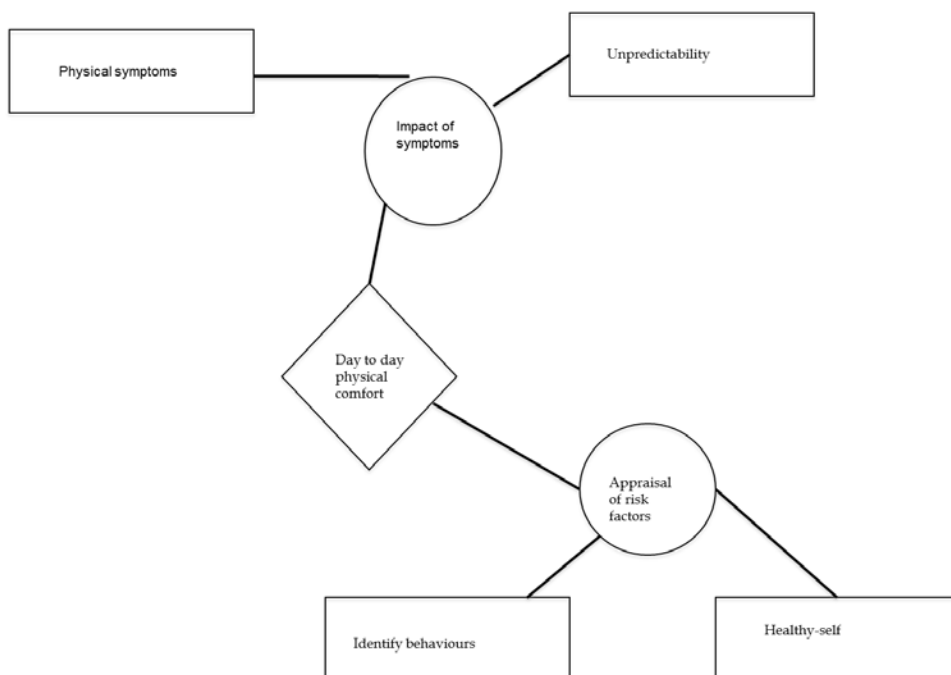 Physical symptoms
Unpredictability
Impact of
symptoms
Day to day
physical
comfort
Appraisal
of risk
factors
Identify behaviours
Healthy-self